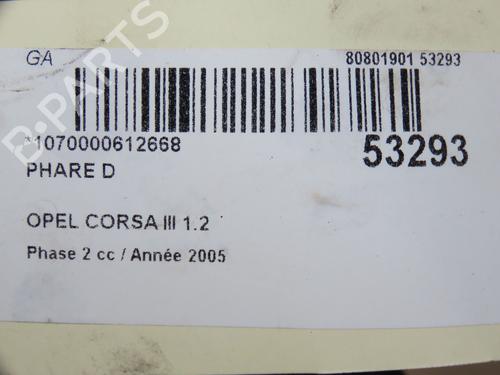 GA 80801901 53293
*1070000612668 53293
PHARE D
OPEL CORSA III 1.2
Phase 2 cc / Année 2005
B-PARTS